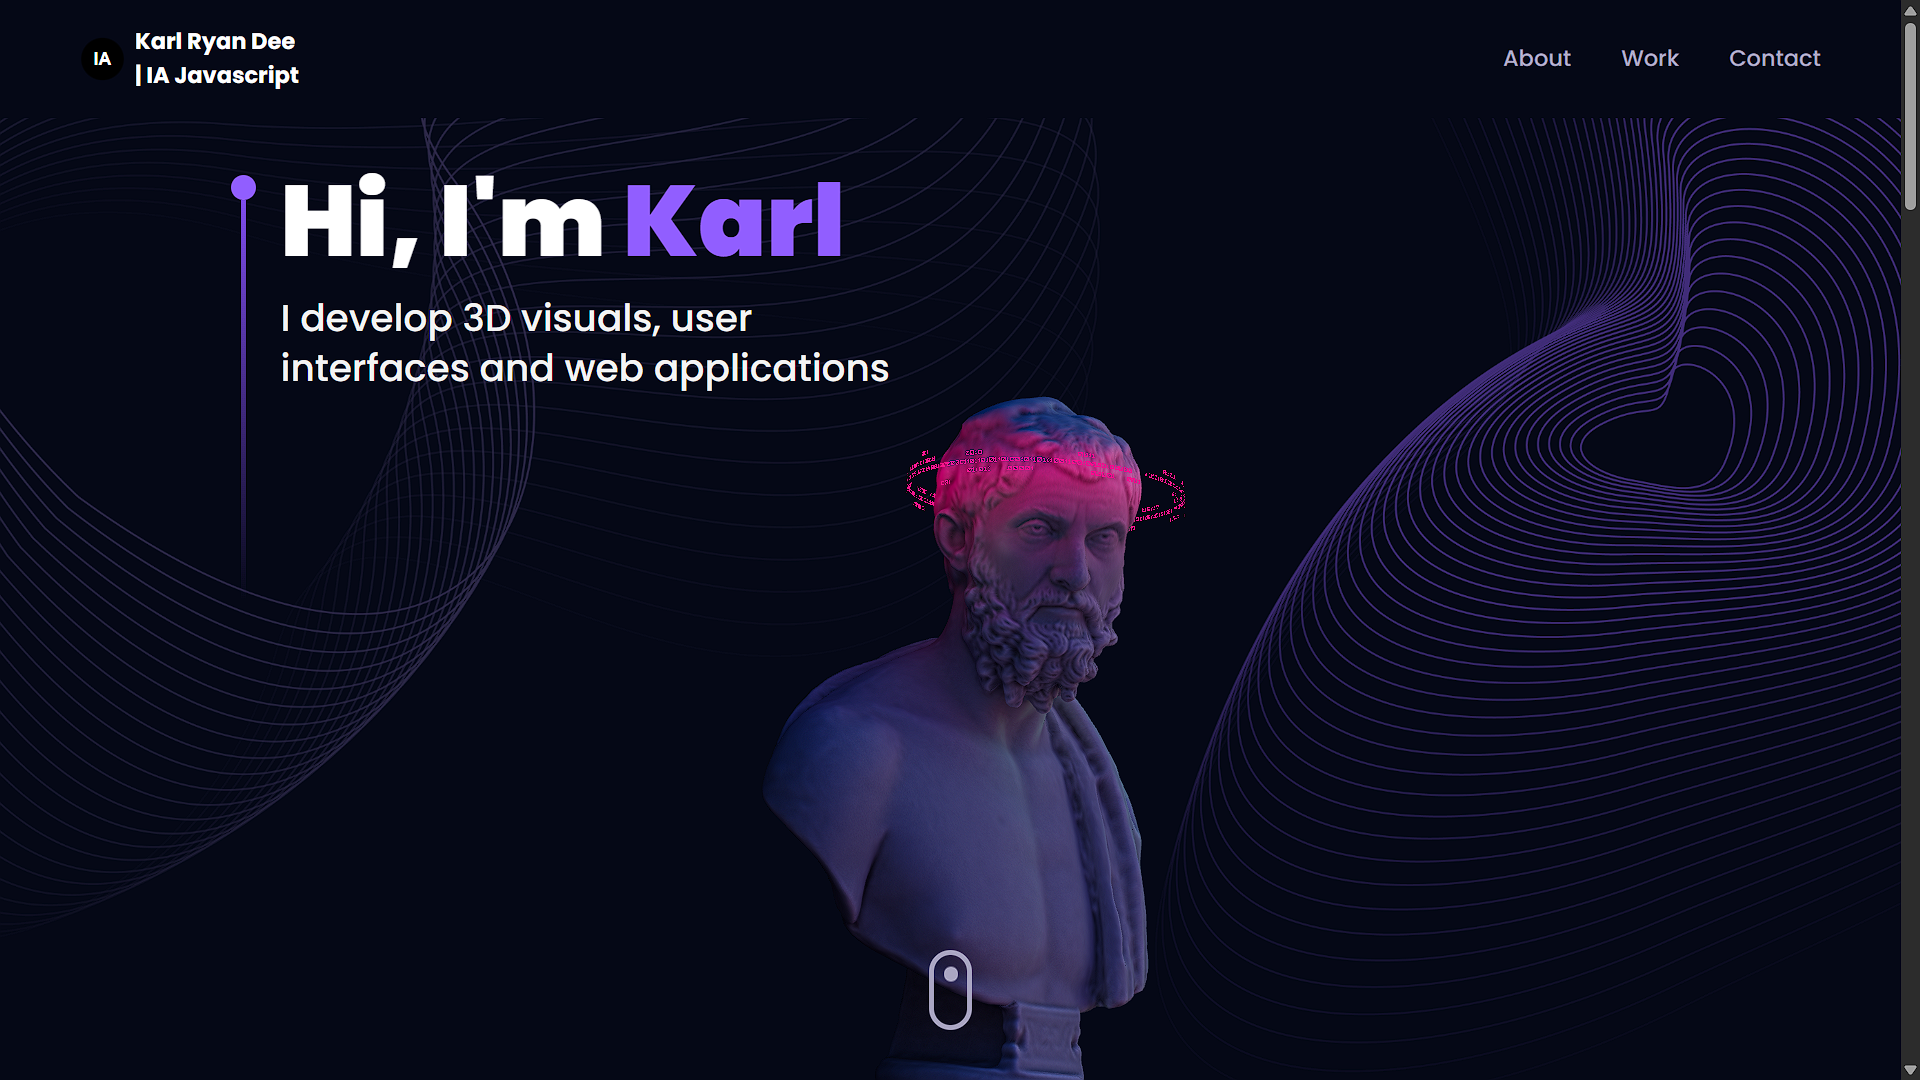 IA
Karl Ryan Dee
| IA Javascript
About
Work
Contact
Hi, I'm Karl
I develop 3D visuals, user
interfaces and web applications